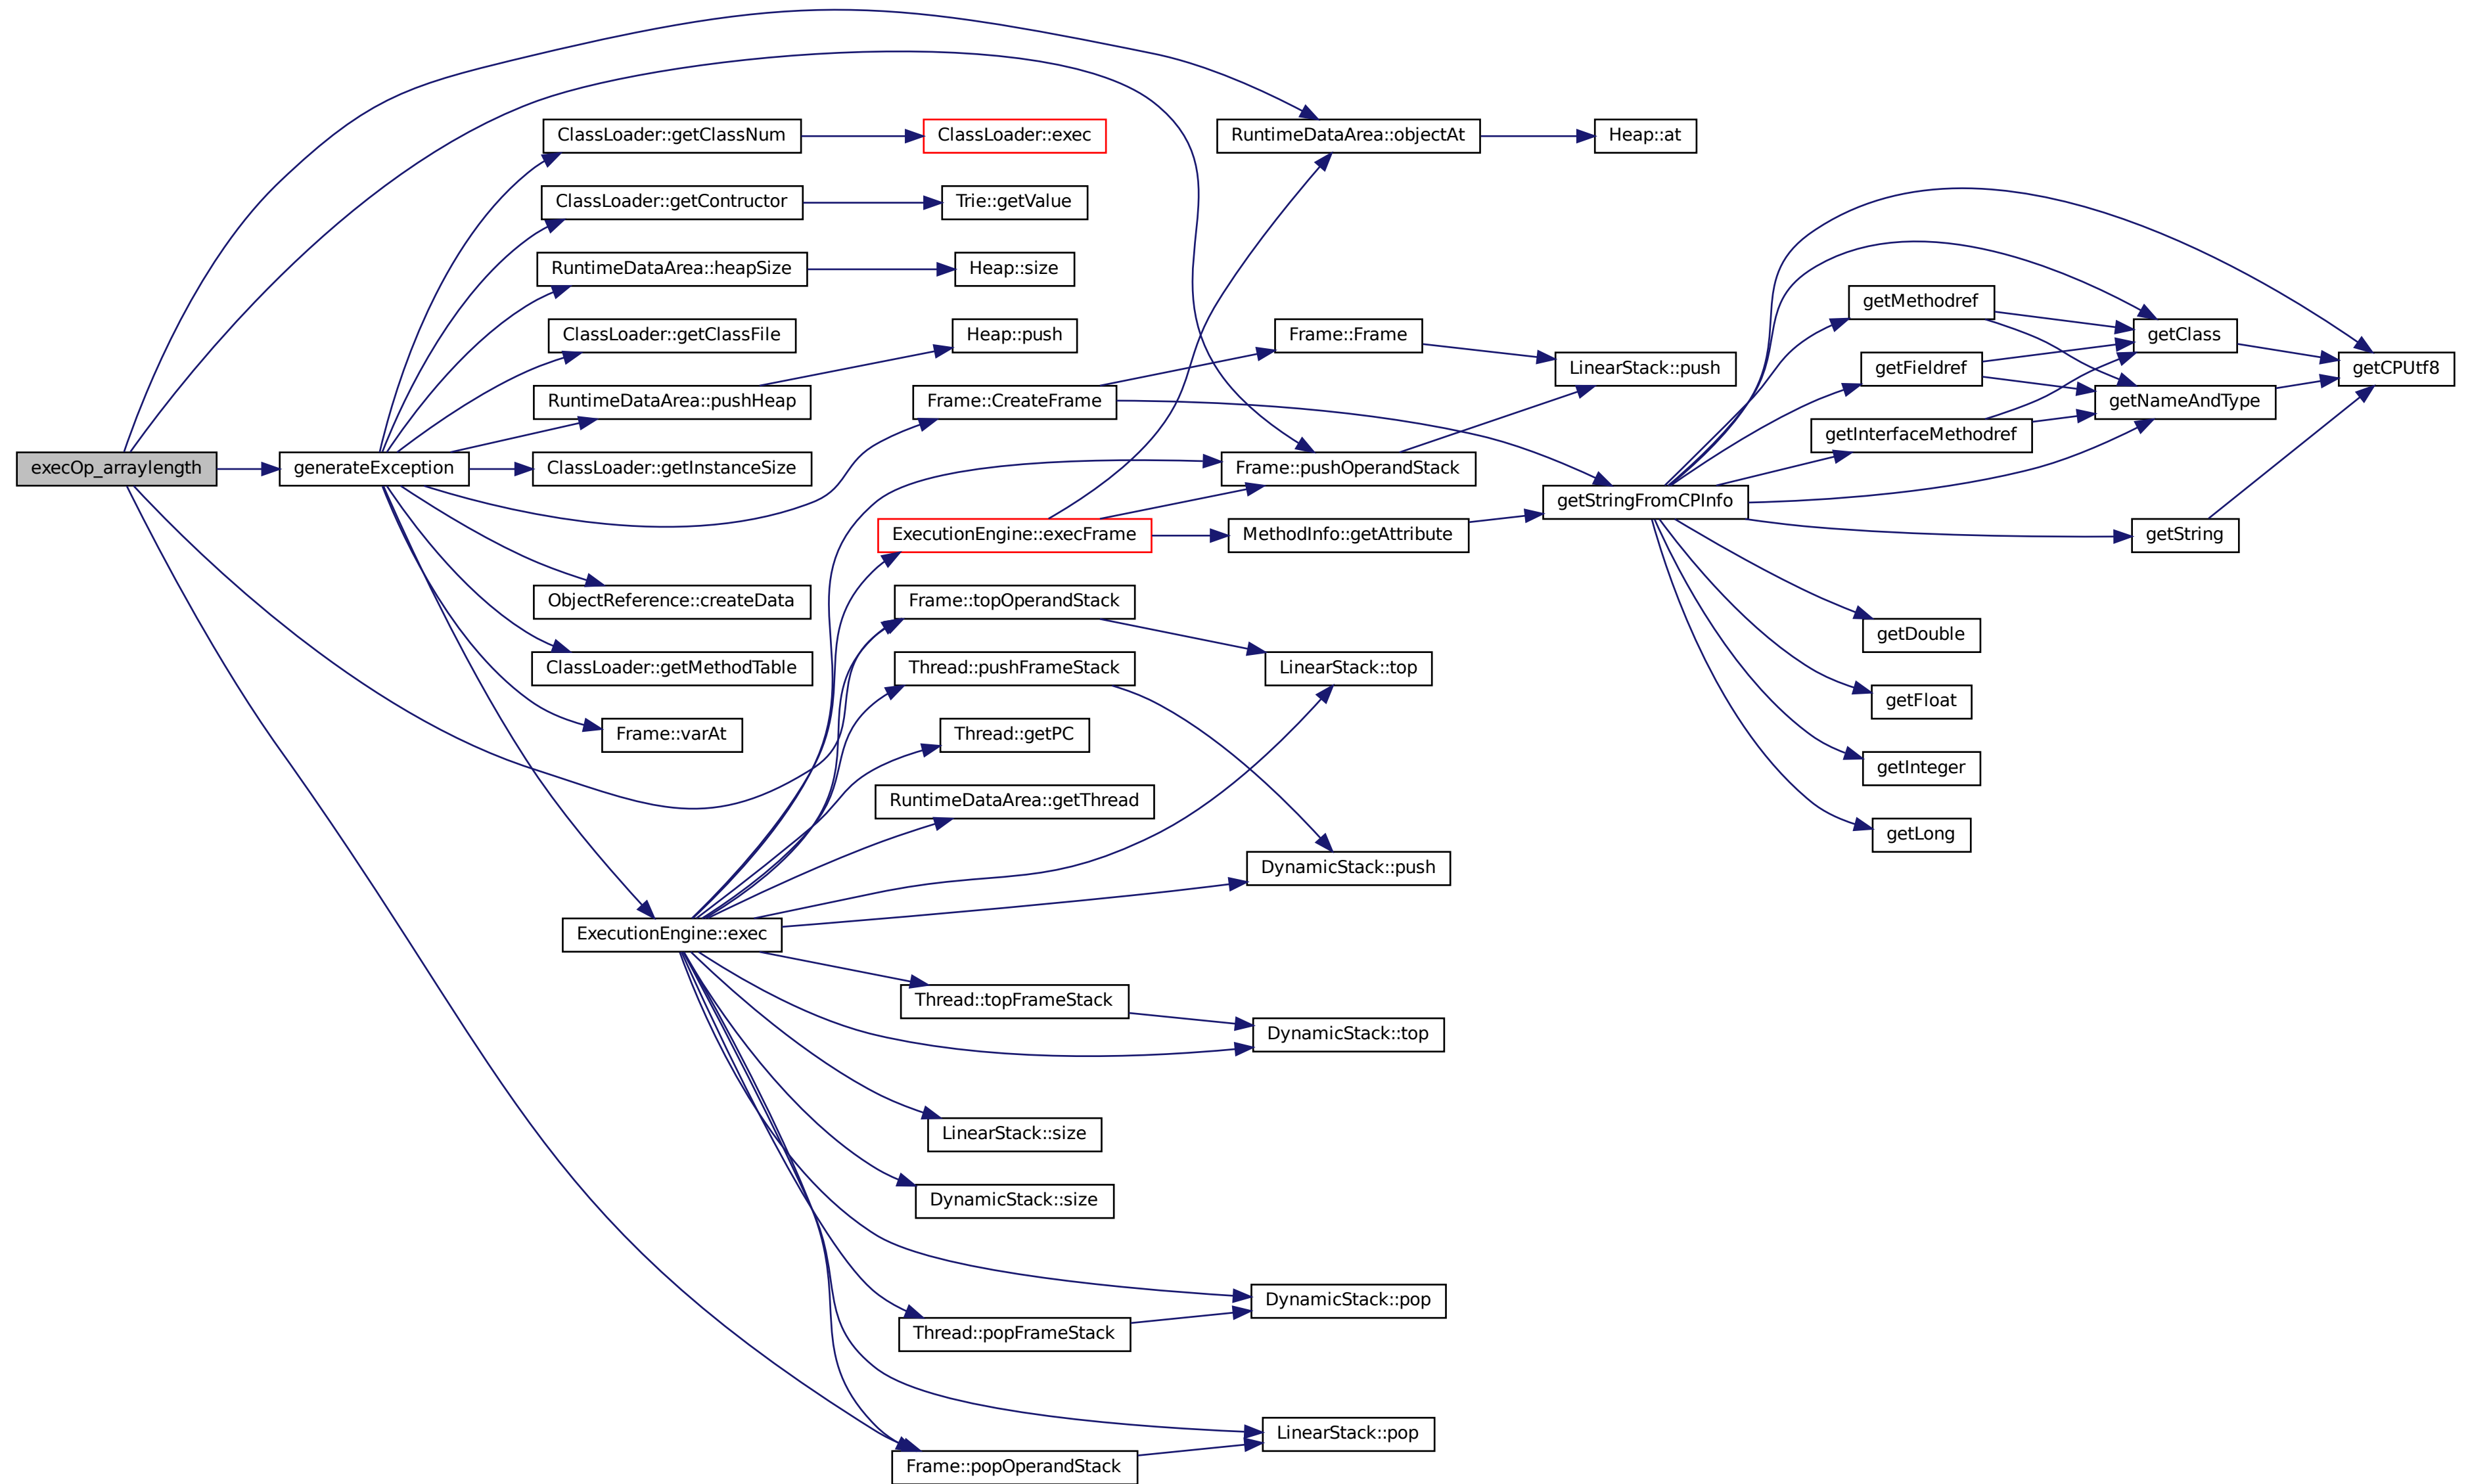 execOp_arraylength
generateException
ClassLoader::getClassNum
ClassLoader::getContructor
RuntimeDataArea::heapSize
ClassLoader::getClassFile
RuntimeDataArea::pushHeap
ClassLoader::getInstanceSize
ObjectReference::createData
ClassLoader::getMethodTable
Frame::varAt
ExecutionEngine::exec
ClassLoader::exec
Trie::getValue
Heap::size
Heap::push
Frame::CreateFrame
ExecutionEngine::execFrame
Frame::topOperandStack
Thread::pushFrameStack
Thread::getPC
RuntimeDataArea::getThread
Thread::topFrameStack
LinearStack::size
DynamicStack::size
Thread::popFrameStack
Frame::popOperandStack
RuntimeDataArea::objectAt
Frame::Frame
Frame::pushOperandStack
MethodInfo::getAttribute
LinearStack::top
DynamicStack::push
DynamicStack::top
DynamicStack::pop
LinearStack::pop
Heap::at
LinearStack::push
getStringFromCPInfo
getMethodref
getFieldref
getInterfaceMethodref
getDouble
getFloat
getInteger
getLong
getClass
getNameAndType
getString
getCPUtf8